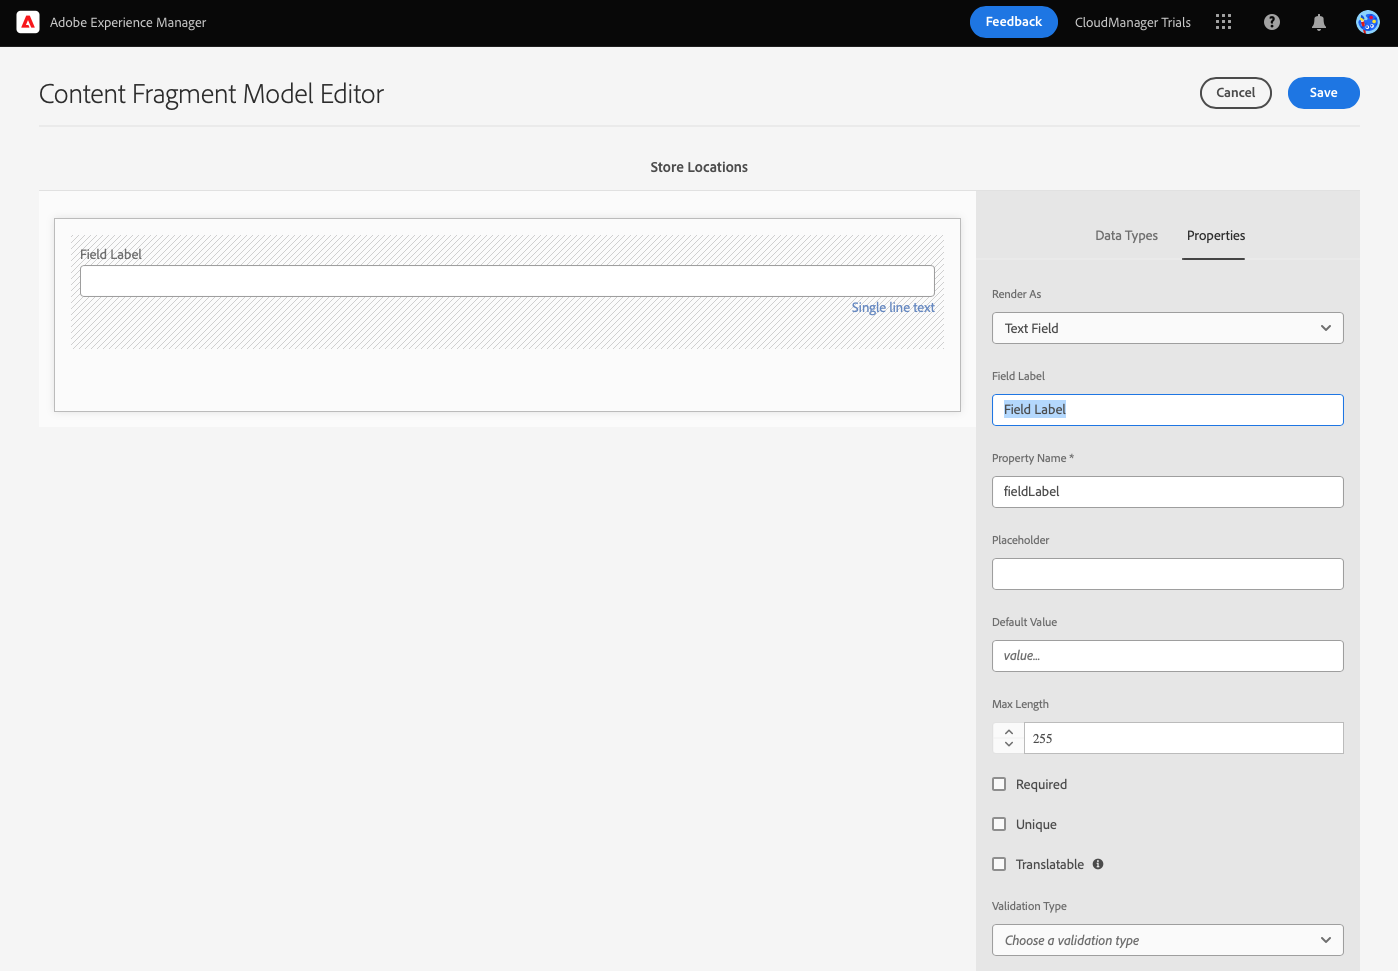 Adobe Experience Manager
Feedback
CloudManager Trials
Content Fragment Model Editor
Cancel
Save
Store Locations
Field Label
Single line text
Data Types
Properties
Render As
Text Field
Field Label
Field Label
Property Name *
fieldLabel
Placeholder
Default Value
value...
Max Length
255
Required
Unique
Translatable
Validation Type
Choose a validation type